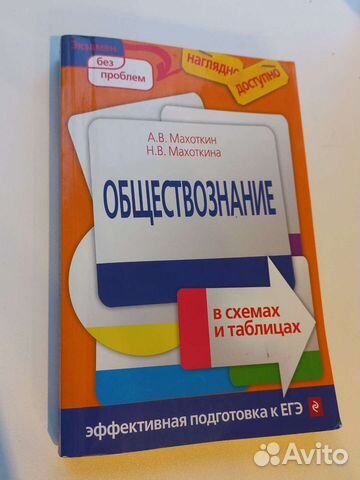 Экзамен
без
проблем
наглядно
доступно
А.В. Махоткин
Н.В. Махоткина
ОБЩЕСТВОЗНАНИЕ
в схемах
и таблицах
эффективная подготовка к ЕГЭ
Avito